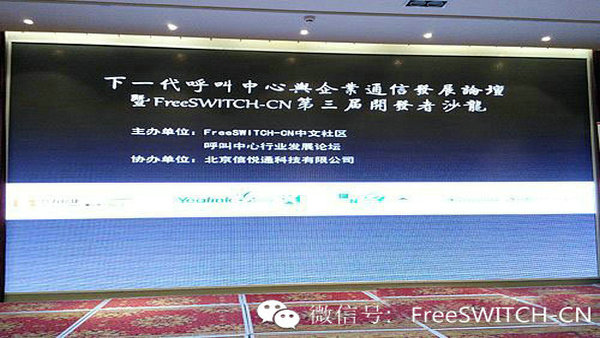 下一代呼叫中心與企業通信發展論壇
暨FreeSWITCH-CN第三届開發者沙龍
主办单位：FreeSWITCH-CN中文社区
呼叫中心行业发展论坛
协办单位：北京信悦通科技有限公司
Yealink
微信号：FreeSWITCH-CN